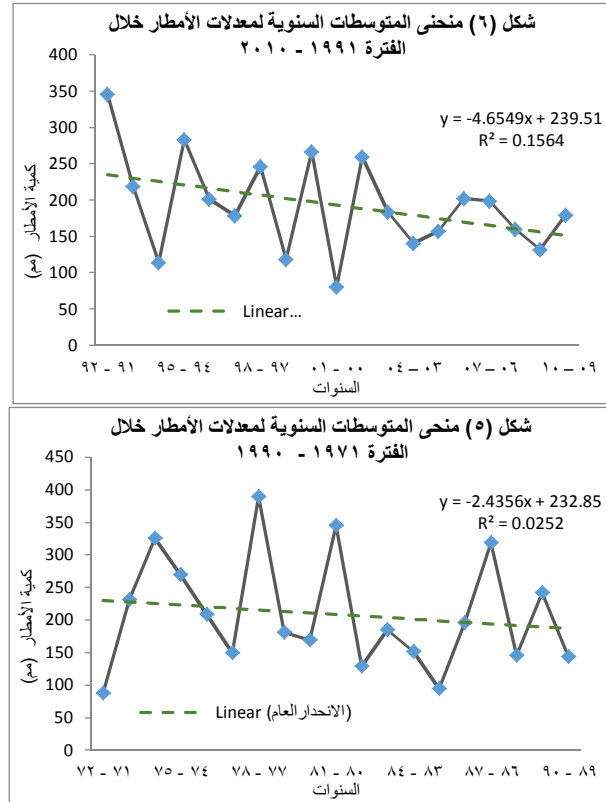 شكل (٦) منحنى المتوسطات السنوية لمعدلات الأمطار خلال
الفترة ١٩٩١ - ٢٠١٠
400
350
300
250
200
150
100
50
0
كمية الأمطار (مم)
y = -4.6549x + 239.51
R² = 0.1564
Linear...
٩١ - ٩٢
٩٤ - ٩٥
٩٧ - ٩٨
٠٠ - ٠١
٠٣ – ٠٤
٠٦ – ٠٧
٠٩ – ١٠
السنوات
شكل (٥) منحى المتوسطات السنوية لمعدلات الأمطار خلال
الفترة ١٩٧١ - ١٩٩٠
450
400
350
300
250
200
150
100
50
0
كمية الأمطار (مم)
y = -2.4356x + 232.85
R² = 0.0252
Linear (الانحدار العام)
٧١ - ٧٢
٧٤ - ٧٥
٧٧ - ٧٨
٨٠ - ٨١
٨٣ - ٨٤
٨٦ - ٨٧
٨٩ - ٩٠
السنوات